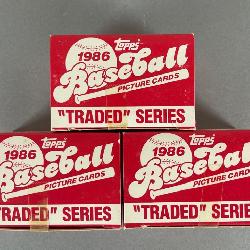 Topps
1986
Baseball
PICTURE CARDS
"TRADED" SERIES
Topps
1986
Baseball
PICTURE CARDS
"TRADED" SERIES
Topps
1986
Baseball
PICTURE CARDS
"TRADED" SERIES